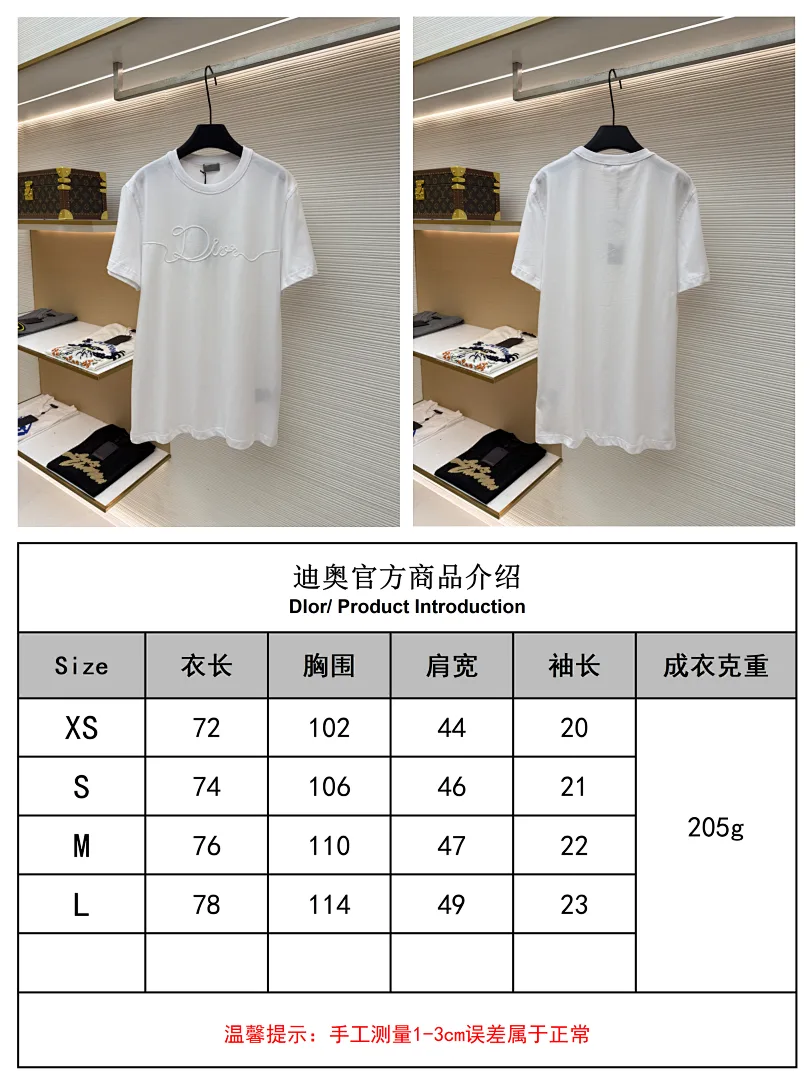 Dior
迪奥官方商品介绍
DIor/ Product Introduction
Size 衣长 胸围 肩宽 袖长 成衣克重
XS 72 102 44 20
S 74 106 46 21
M 76 110 47 22
L 78 114 49 23
205g
温馨提示：手工测量1-3cm误差属于正常